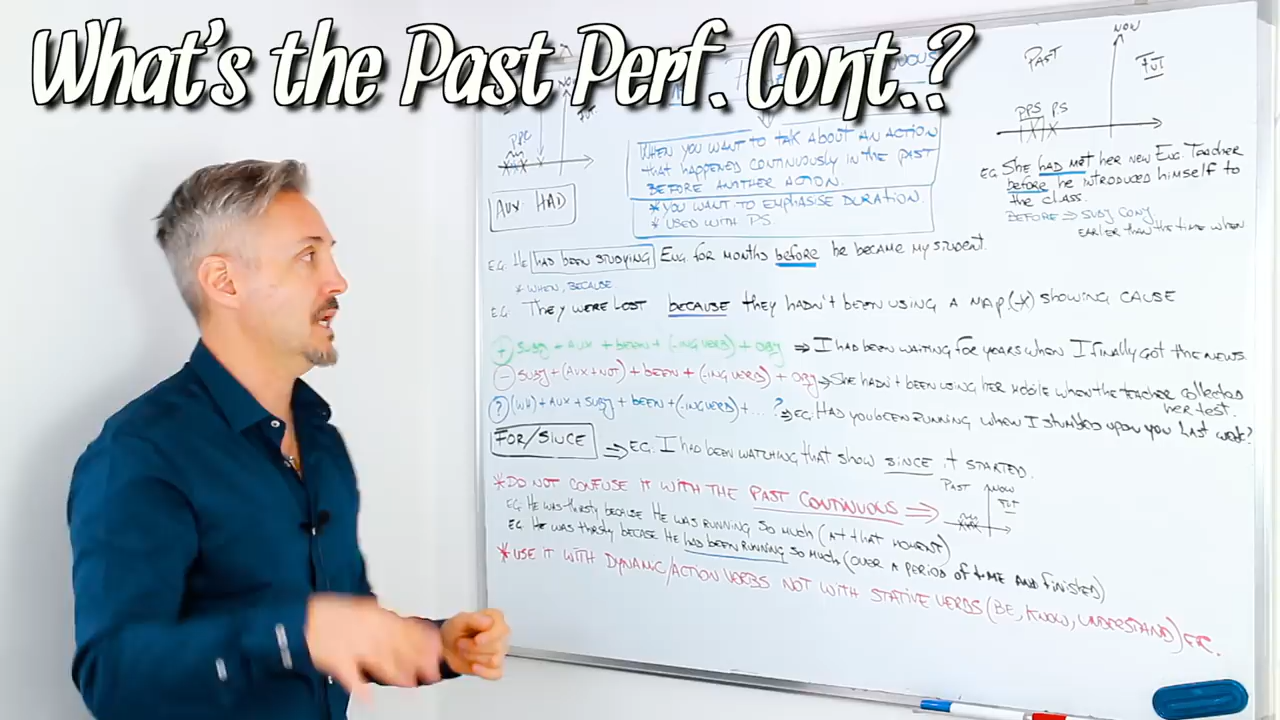 What's the Past Perf. Cont.?
NOW
PAST
FUT
PPS P.S
PPC
AUX HAD
WHEN YOU WANT TO TALK ABOUT AN ACTION
that HAPPENED CONTINUOUSLY IN the PAST
BEFORE ANOTHER ACTION.
* YOU WANT TO EMPHASISE DURATION.
* USED WITH PS
EG. She HAD MET her NEW ENG. TEACHER
before he INTRODUCED himself to
the class.
BEFORE ⇒ SUBJ CONJ.
EARLIER than the time when
E.G. He HAD BEEN STUDYING ENG. for MONTHS before he became my STUDENT.
* WHEN, BECAUSE
E.G. They WERE LOST because they HADN'T BEEN USING A MAP. (-x) SHOWING CAUSE
+ SUBJ + AUX + BEEN + (-ING VERB) + OBJ ⇒ I HAD BEEN WAITING for YEARS WHEN I finally got the NEWS.
- SUBJ + (AUX+NOT) + BEEN + (-ING VERB) + OBJ ⇒ She HADN'T BEEN USING HER MOBILE WHEN the TEACHER collected
her test.
? (WH) + AUX + SUBJ + BEEN + (-ING VERB) + ....? ⇒ EG. HAD YOU BEEN RUNNING WHEN I STUMBLED UPON YOU LAST WEEK?
FOR/SINCE ⇒ EG. I HAD BEEN WATCHING that show SINCE it STARTED.
* DO NOT CONFUSE IT WITH THE PAST CONTINUOUS ⇒
PAST NOW
FUT
EG HE WAS thirsty BECAUSE HE WAS RUNNING SO MUCH (AT THAT MOMENT)
EG HE WAS thirsty BECASE HE HAD BEEN RUNNING SO MUCH (OVER A PERIOD of TIME AND finisted)
* USE IT WITH DYNAMIC/ACTION VERBS NOT WITH STATIVE VERBS (BE, KNOW, UNDERSTAND) ETC.